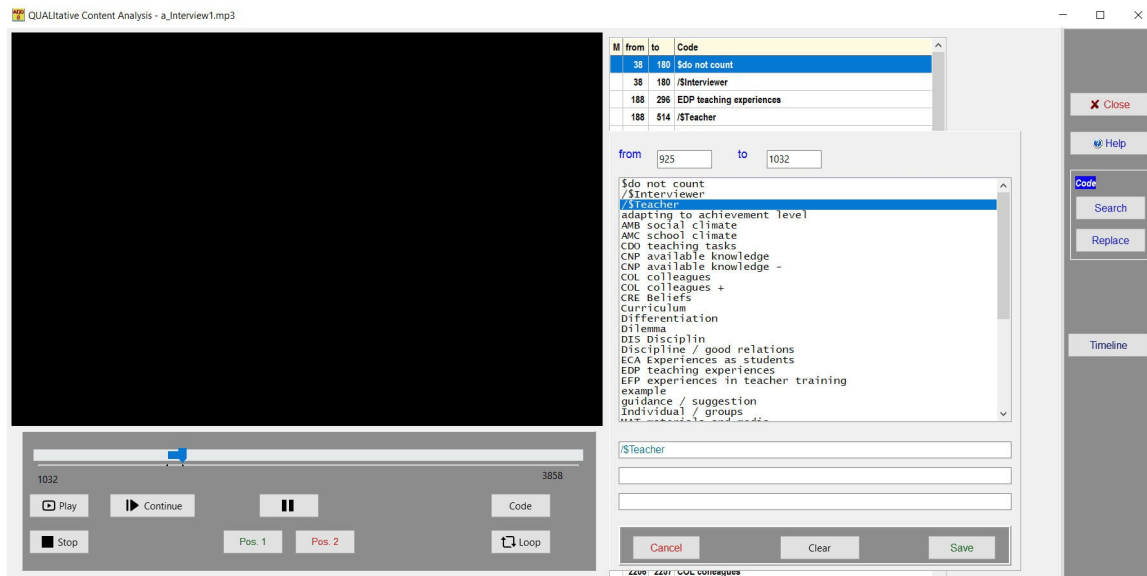 QUALItative Content Analysis - a_Interview1.mp3
M from to Code
38 180 $do not count
38 180 /$Interviewer
188 296 EDP teaching experiences
188 514 /$Teacher
from 925 to 1032
$do not count
/$Interviewer
/$Teacher
adapting to achievement level
AMB social climate
AMC school climate
CDO teaching tasks
CNP available knowledge
CNP available knowledge -
COL colleagues
COL colleagues +
CRE Beliefs
Curriculum
Differentiation
Dilemma
DIS Disciplin
Discipline / good relations
ECA Experiences as students
EDP teaching experiences
EFP experiences in teacher training
example
guidance / suggestion
Individual / groups
/$Teacher
Cancel Clear Save
2206 2257 COL colleagues
1032 3858
Play Continue Code
Stop Pos. 1 Pos. 2 Loop
Close
Help
Code
Search
Replace
Timeline